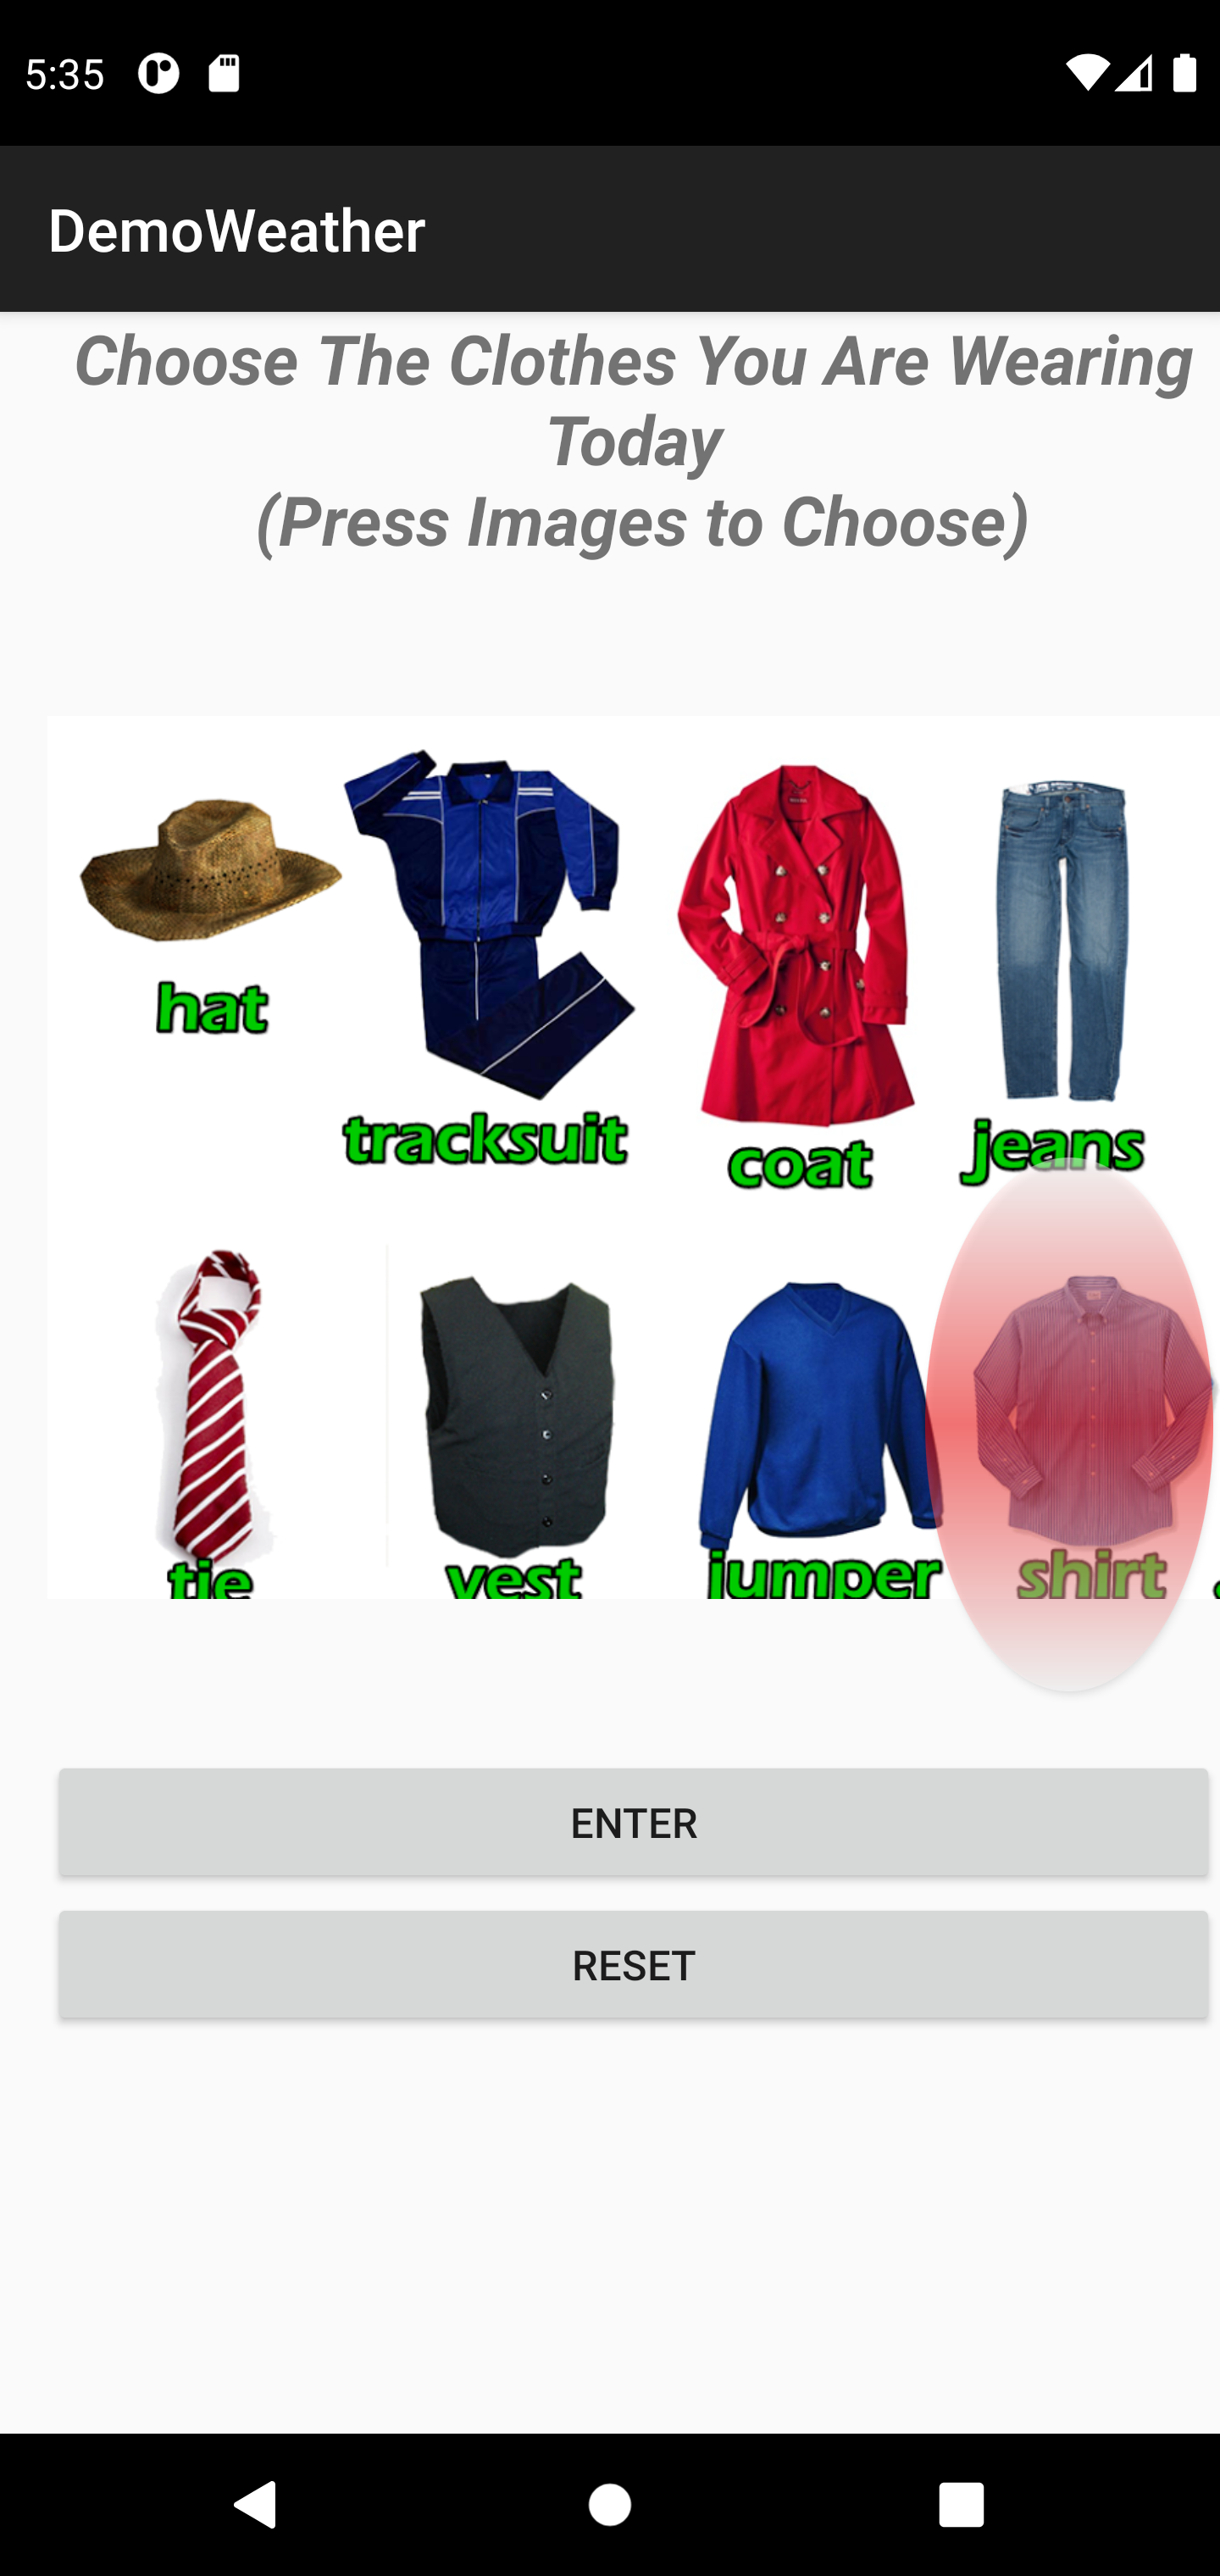 5:35
DemoWeather
Choose The Clothes You Are Wearing
Today
(Press Images to Choose)
hat
tracksuit
coat
jeans
tie
vest
jumper
shirt
ENTER
RESET